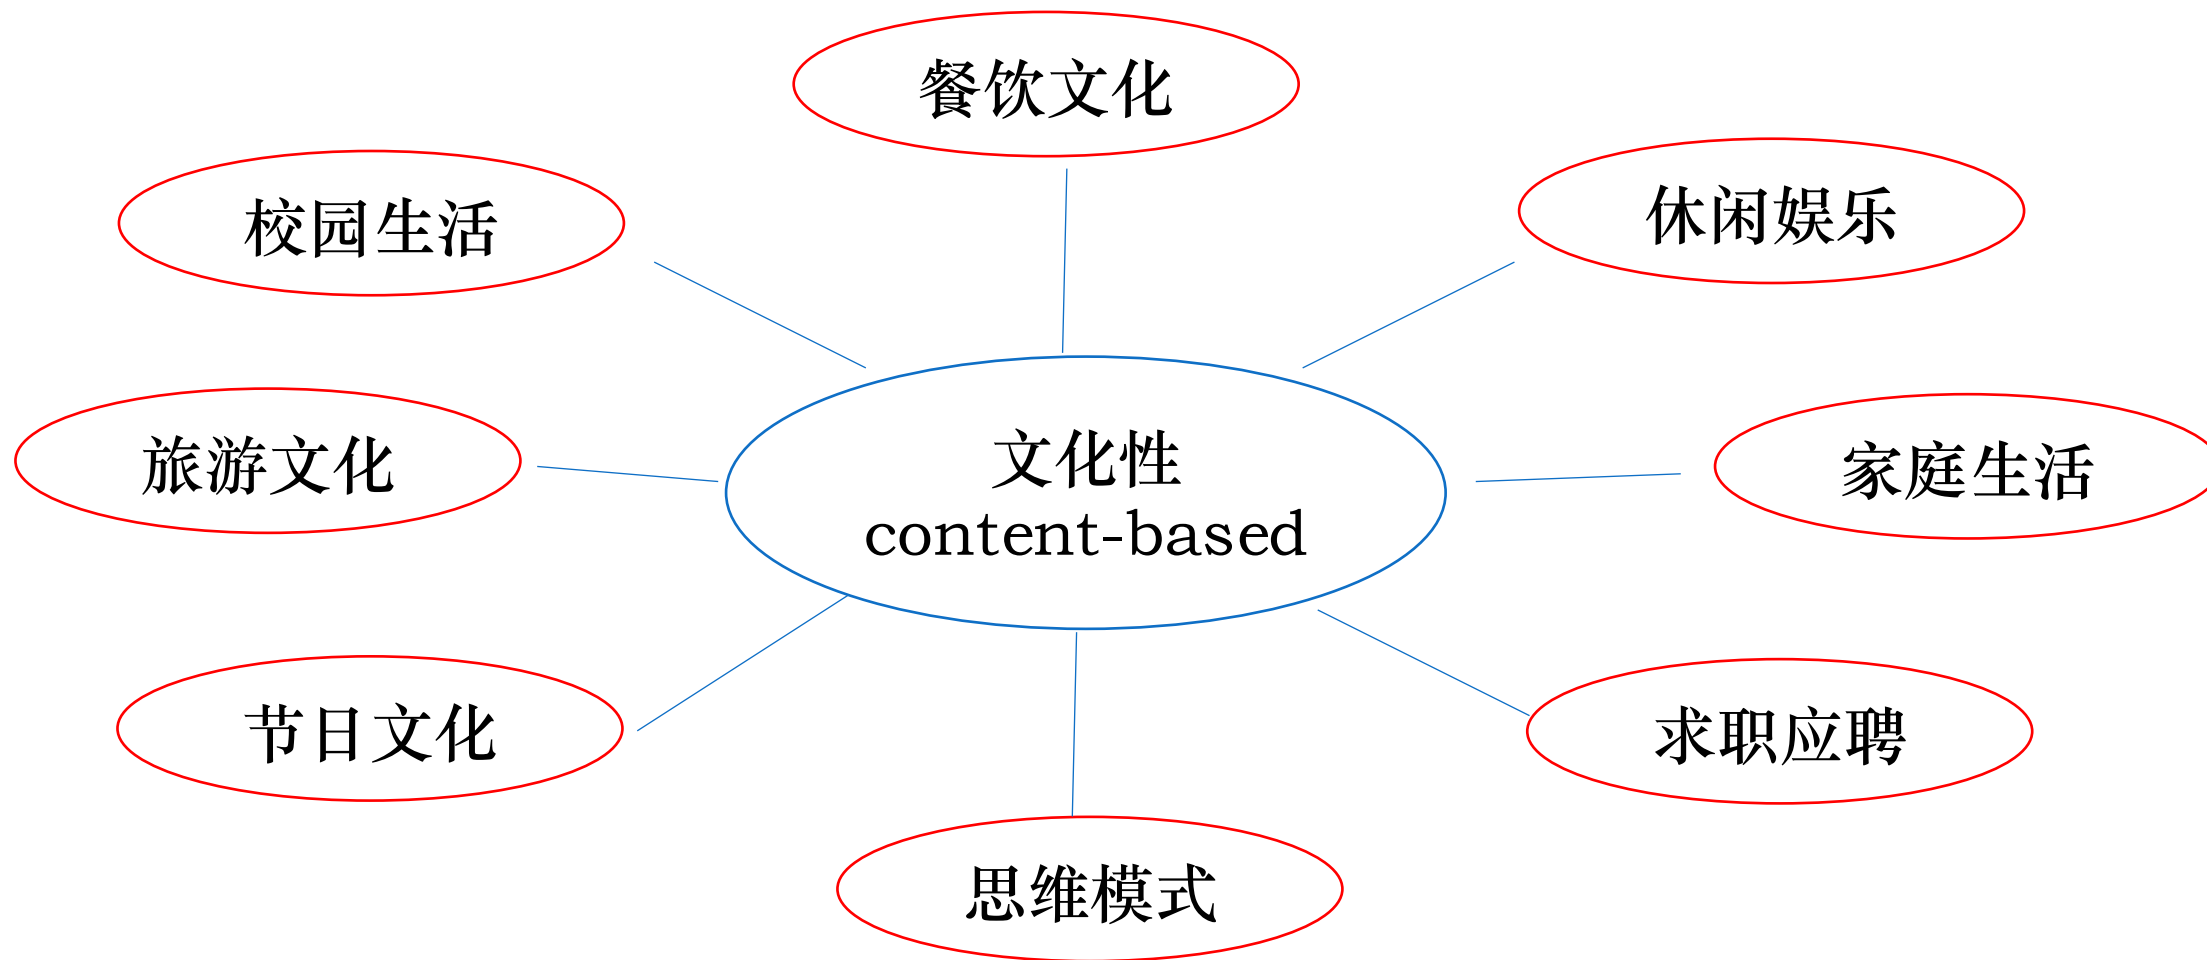 餐饮文化
校园生活
休闲娱乐
旅游文化
文化性
content-based
家庭生活
节日文化
求职应聘
思维模式